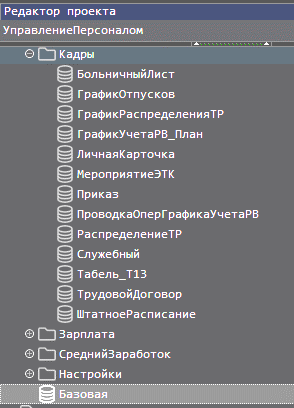 Редактор проекта
УправлениеПерсоналом
Кадры
БольничныйЛист
ГрафикОтпусков
ГрафикРаспределенияТР
ГрафикУчетаРВ_План
ЛичнаяКарточка
МероприятиеЭТК
Приказ
ПроводкаОперГрафикаУчетаРВ
РаспределениеТР
Служебный
Табель_Т13
ТрудовойДоговор
ШтатноеРасписание
Зарплата
СреднийЗаработок
Настройки
Базовая